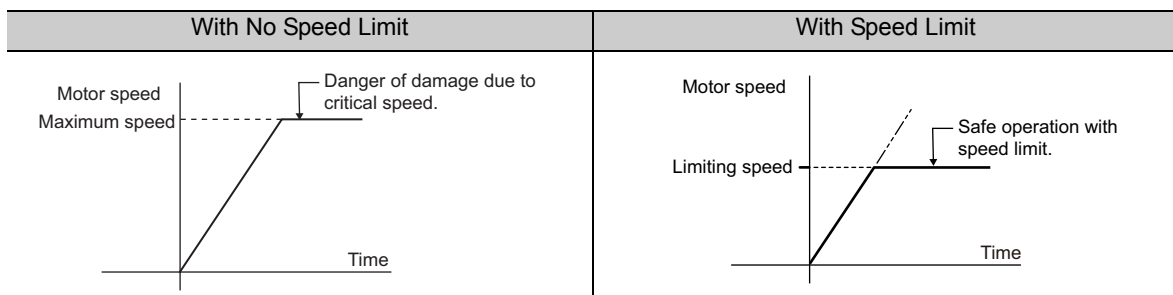 With No Speed Limit
Motor speed
Maximum speed
Danger of damage due to
critical speed.
Time
With Speed Limit
Motor speed
Limiting speed
Safe operation with
speed limit.
Time